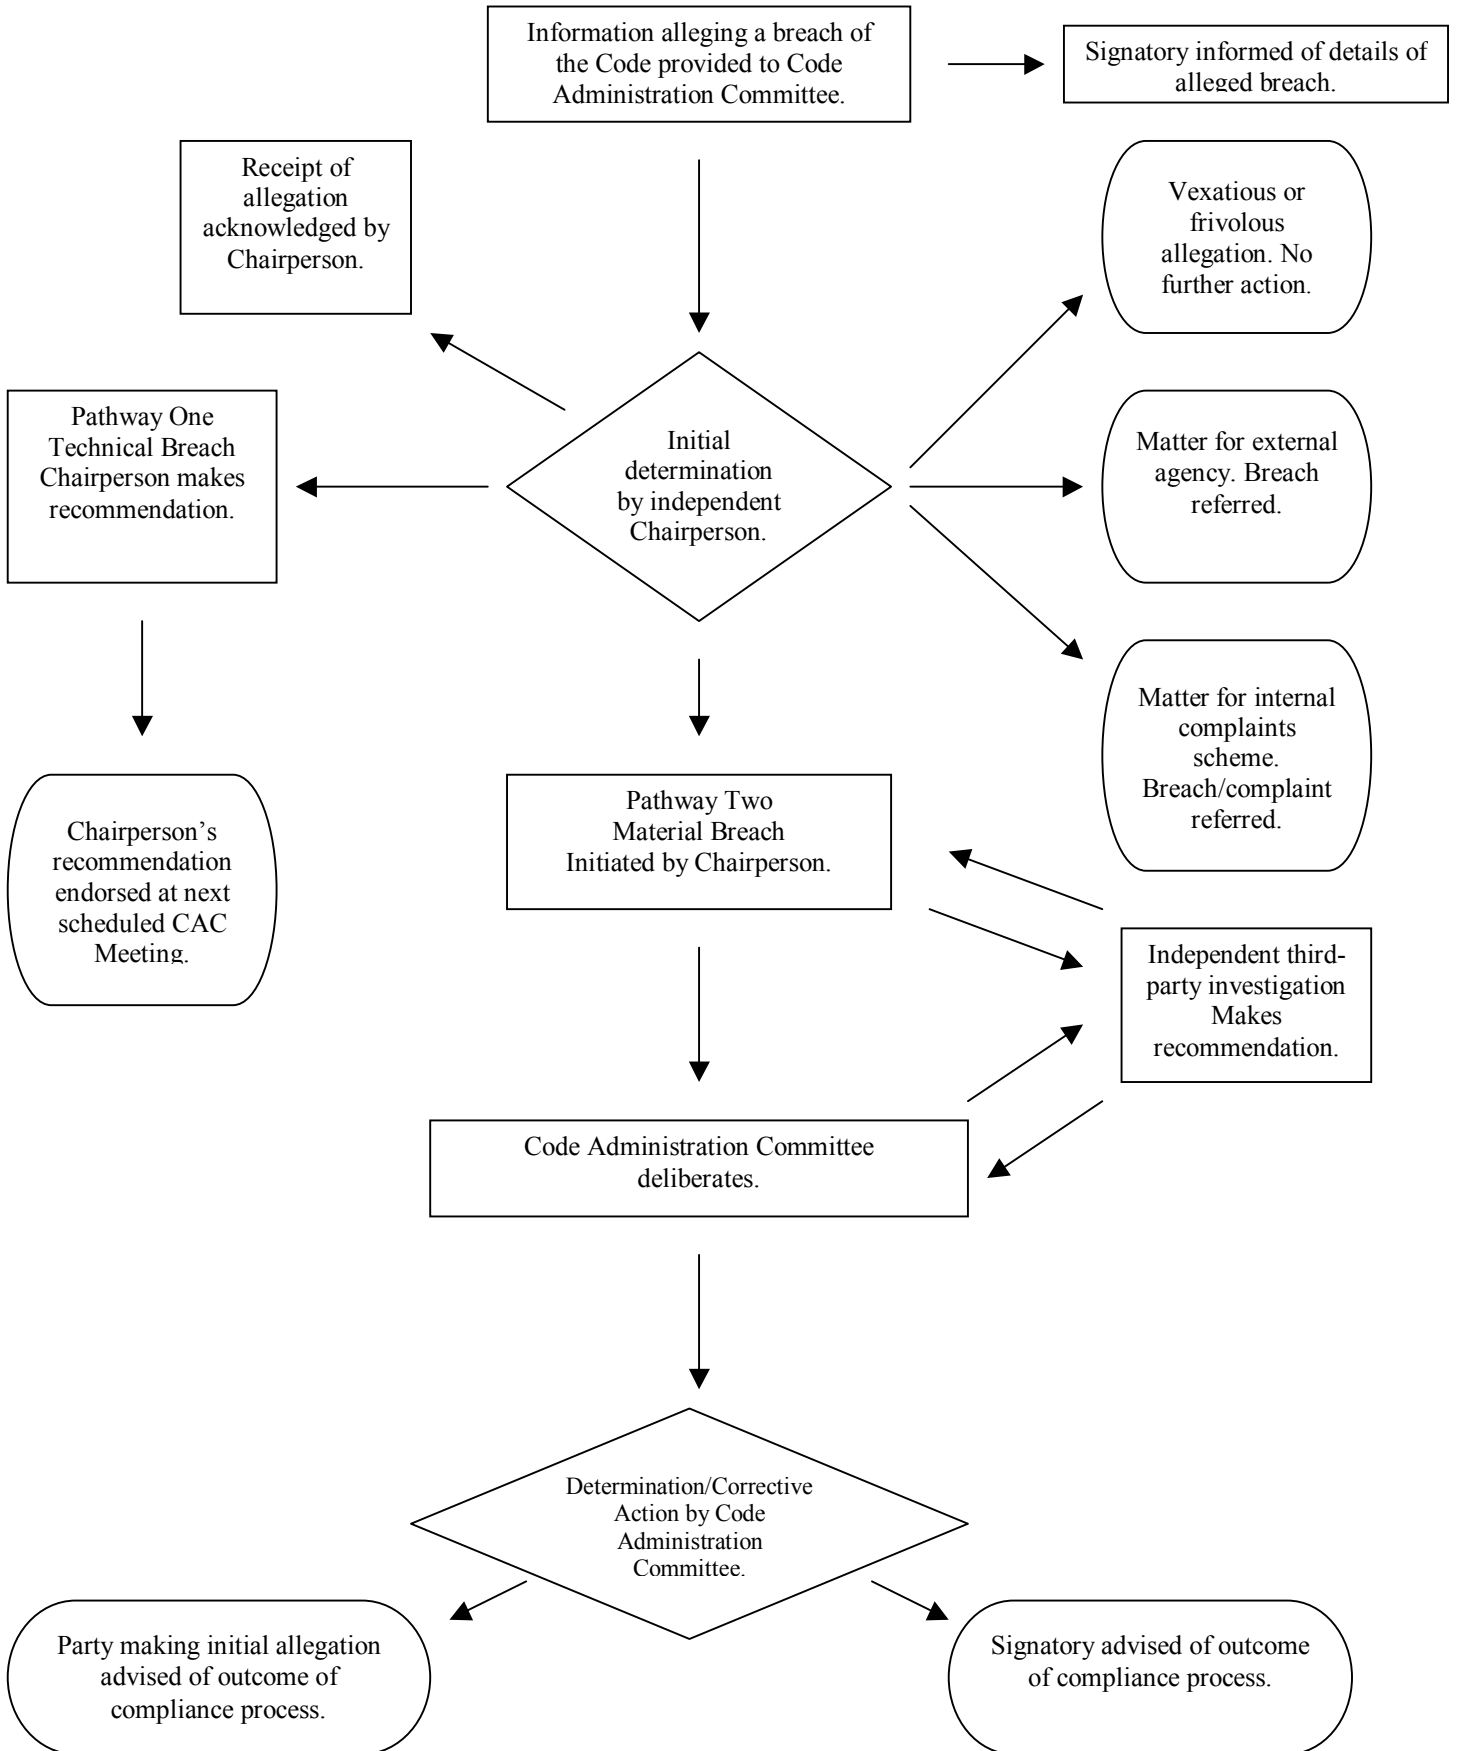 Information alleging a breach of
the Code provided to Code
Administration Committee.
Signatory informed of details of
alleged breach.
Receipt of
allegation
acknowledged by
Chairperson.
Vexatious or
frivolous
allegation. No
further action.
Pathway One
Technical Breach
Chairperson makes
recommendation.
Initial
determination
by independent
Chairperson.
Matter for external
agency. Breach
referred.
Matter for internal
complaints
scheme.
Breach/complaint
referred.
Chairperson’s
recommendation
endorsed at next
scheduled CAC
Meeting.
Pathway Two
Material Breach
Initiated by Chairperson.
Independent third-
party investigation
Makes
recommendation.
Code Administration Committee
deliberates.
Determination/Corrective
Action by Code
Administration
Committee.
Party making initial allegation
advised of outcome of
compliance process.
Signatory advised of outcome
of compliance process.